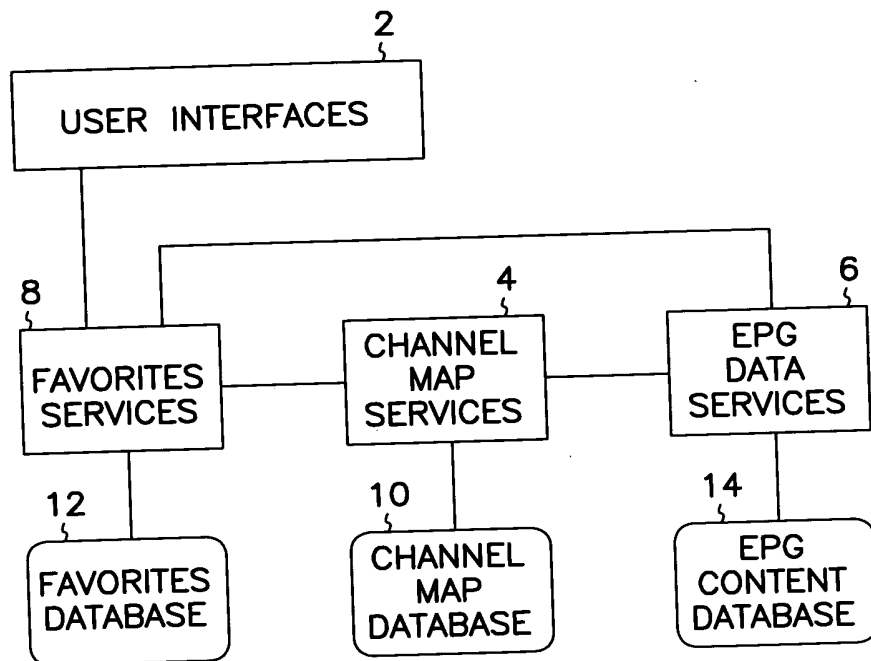 2
USER INTERFACES
8
FAVORITES
SERVICES
4
CHANNEL
MAP
SERVICES
6
EPG
DATA
SERVICES
12
FAVORITES
DATABASE
10
CHANNEL
MAP
DATABASE
14
EPG
CONTENT
DATABASE